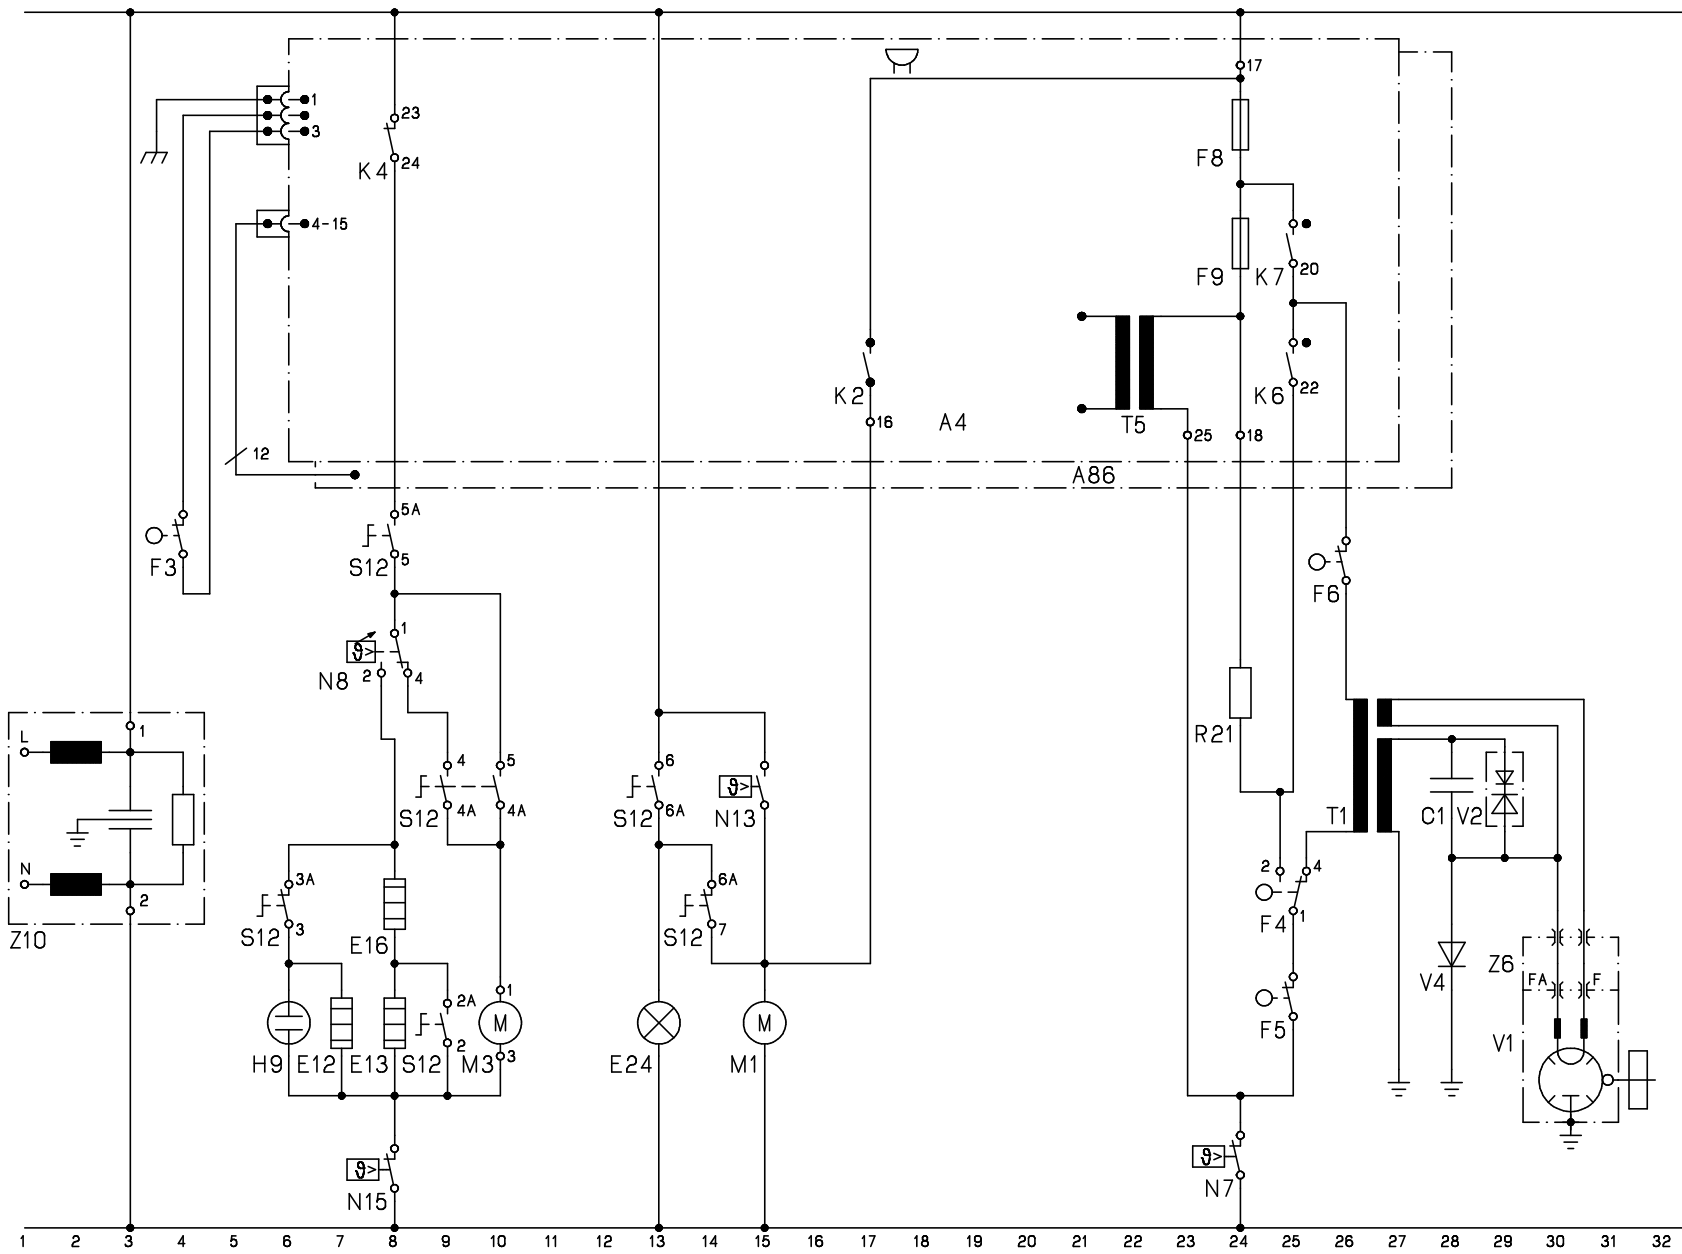 17
1
23
3
F8
24
K4
4-15
F9
K7
20
K2
K6
22
16
A4
T5
25
18
12
A86
5A
F3
S12
5
F6
1
ϑ>
N8
2
4
L
1
R21
4
5
6
ϑ>
S12
4A
4A
S12
6A
N13
T1
C1
V2
N
3A
6A
2
4
2
F4
1
Z10
S12
3
E16
S12
7
Z6
FA
F
V4
2A
1
M
M
F5
2
H9
E12
E13
S12
M3
3
E24
M1
V1
ϑ>
N15
ϑ>
N7
1 2 3 4 5 6 7 8 9 10 11 12 13 14 15 16 17 18 19 20 21 22 23 24 25 26 27 28 29 30 31 32